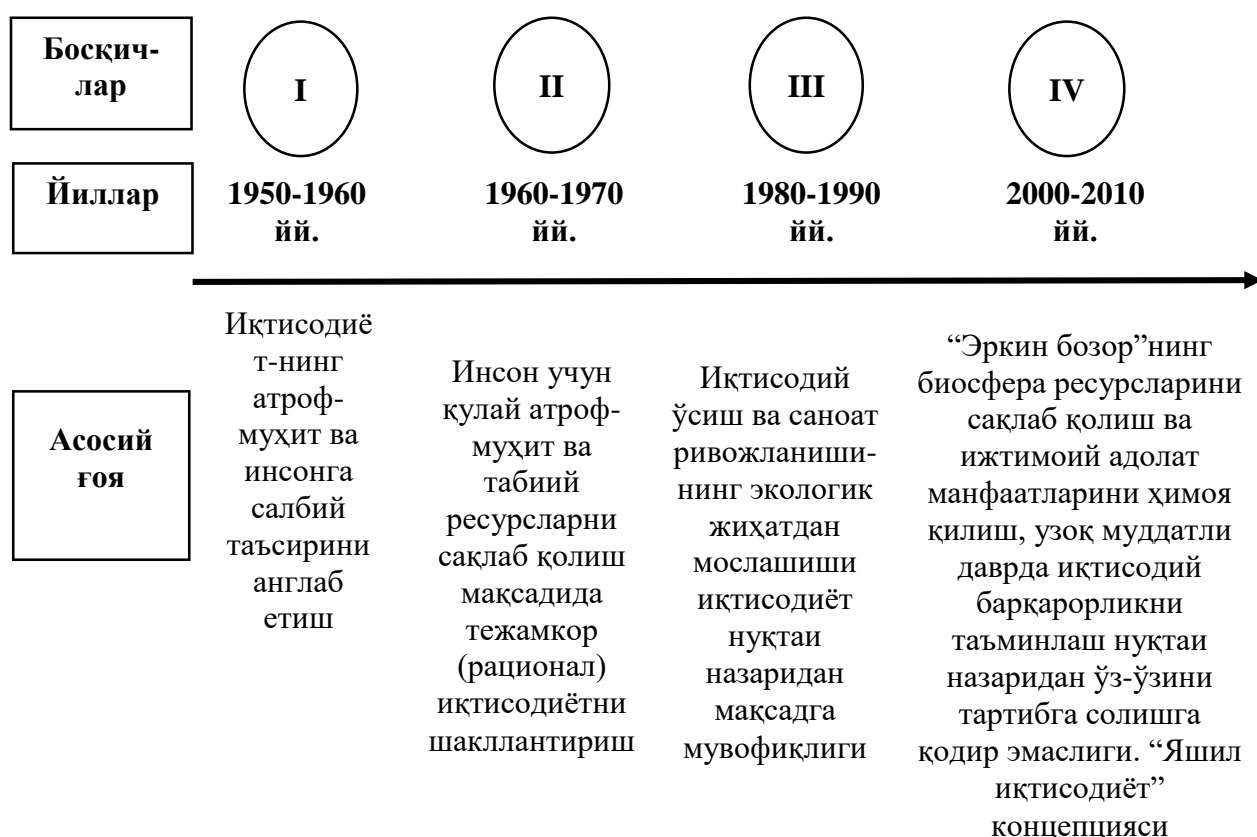 Босқич-
лар
I
II
III
IV
Йиллар
1950-1960
йй.
1960-1970
йй.
1980-1990
йй.
2000-2010
йй.
Асосий
ғоя
Иқтисодиё
т-нинг
атроф-
муҳит ва
инсонга
салбий
таъсирини
англаб
етиш
Инсон учун
қулай атроф-
муҳит ва
табиий
ресурсларни
сақлаб қолиш
мақсадида
тежамкор
(рационал)
иқтисодиётни
шакллантириш
Иқтисодий
ўсиш ва саноат
ривожланиши-
нинг экологик
жиҳатдан
мослашиши
иқтисодиёт
нуқтаи
назаридан
мақсадга
мувофиқлиги
“Эркин бозор”нинг
биосфера ресурсларини
сақлаб қолиш ва
ижтимоий адолат
манфаатларини ҳимоя
қилиш, узоқ муддатли
даврда иқтисодий
барқарорликни
таъминлаш нуқтаи
назаридан ўз-ўзини
тартибга солишга
қодир эмаслиги. “Яшил
иқтисодиёт”
концепцияси